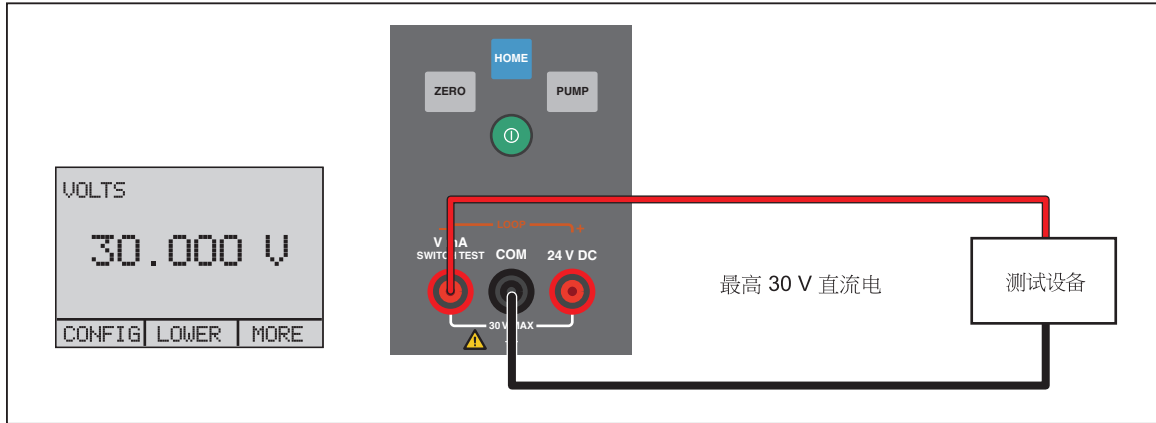 VOLTS
30.000 V
CONFIG LOWER MORE
HOME
ZERO PUMP
− LOOP +
V mA COM 24 V DC
SWITCH TEST
30 V MAX
最高 30 V 直流电
测试设备